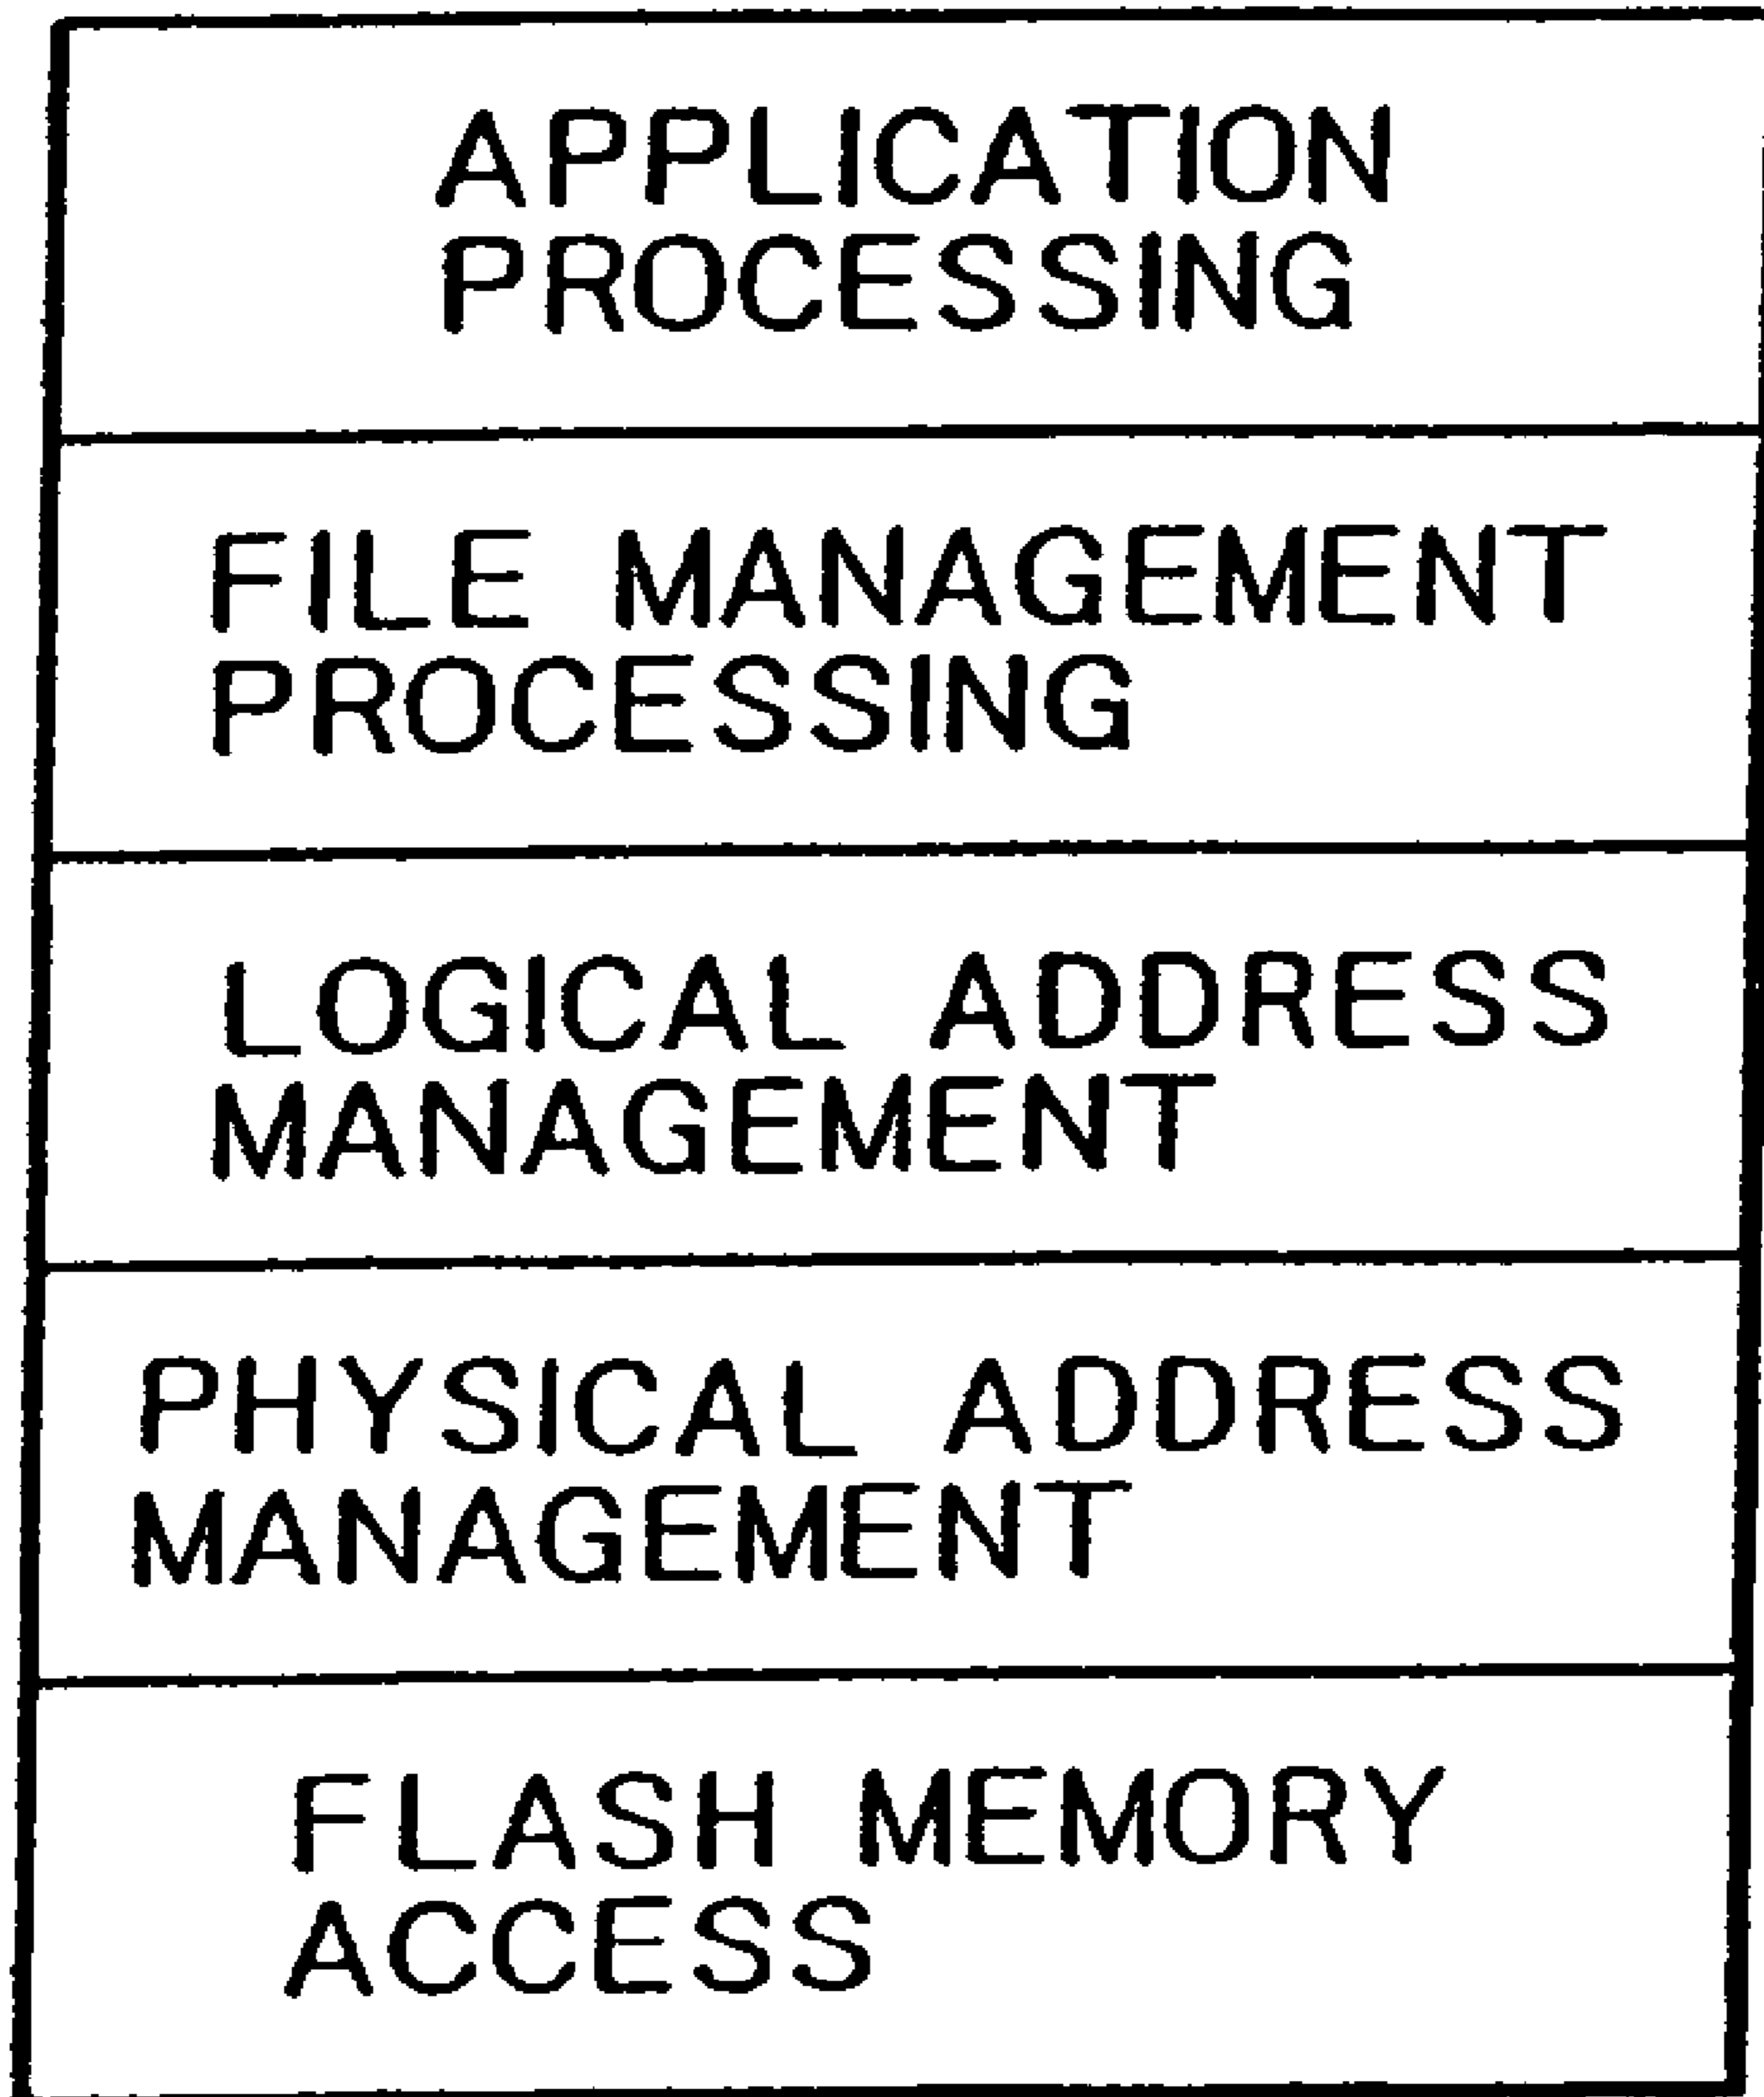 APPLICATION
PROCESSING
FILE MANAGEMENT
PROCESSING
LOGICAL ADDRESS
MANAGEMENT
PHYSICAL ADDRESS
MANAGEMENT
FLASH MEMORY
ACCESS